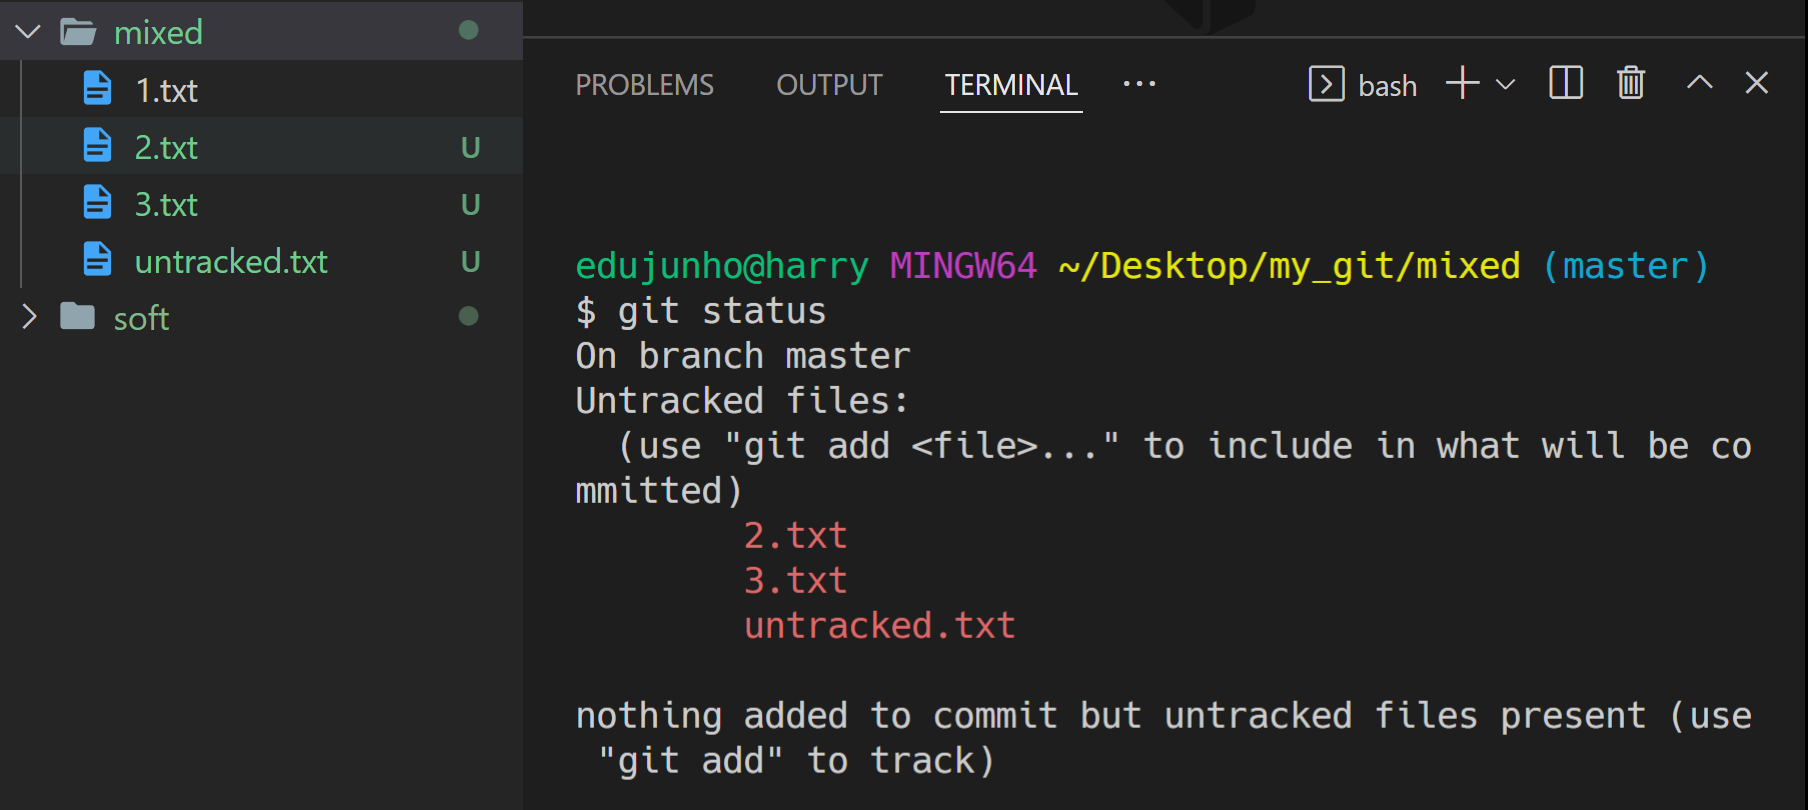 mixed
1.txt
2.txt U
3.txt U
untracked.txt U
soft
PROBLEMS OUTPUT TERMINAL ··· bash
edujunho@harry MINGW64 ~/Desktop/my_git/mixed (master)
$ git status
On branch master
Untracked files:
  (use "git add <file>..." to include in what will be co
mmitted)
        2.txt
        3.txt
        untracked.txt
nothing added to commit but untracked files present (use
 "git add" to track)